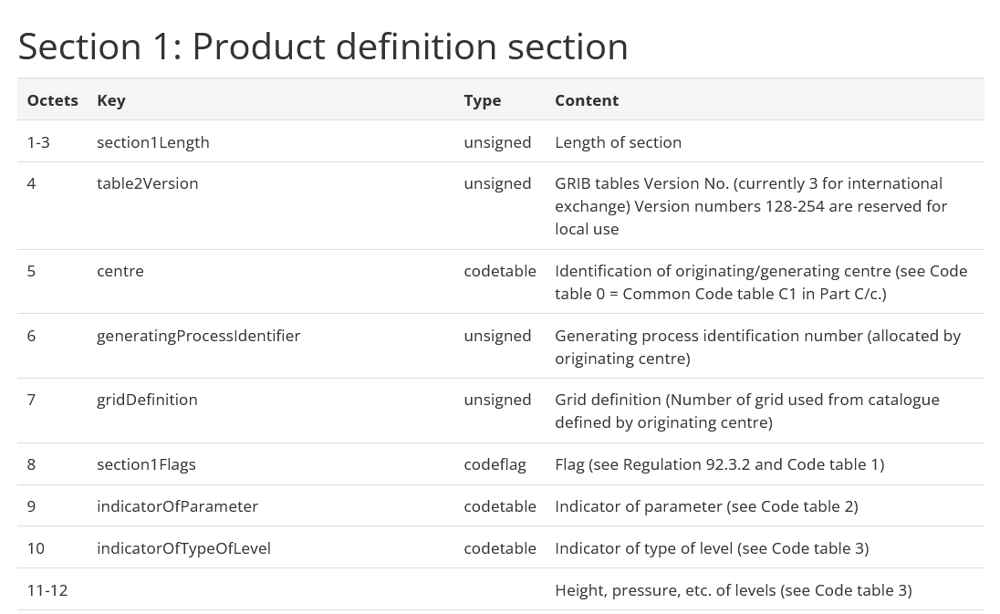 Section 1: Product definition section
Octets Key Type Content
1-3 section1Length unsigned Length of section
4 table2Version unsigned GRIB tables Version No. (currently 3 for international
exchange) Version numbers 128-254 are reserved for
local use
5 centre codetable Identification of originating/generating centre (see Code
table 0 = Common Code table C1 in Part C/c.)
6 generatingProcessIdentifier unsigned Generating process identification number (allocated by
originating centre)
7 gridDefinition unsigned Grid definition (Number of grid used from catalogue
defined by originating centre)
8 section1Flags codeflag Flag (see Regulation 92.3.2 and Code table 1)
9 indicatorOfParameter codetable Indicator of parameter (see Code table 2)
10 indicatorOfTypeOfLevel codetable Indicator of type of level (see Code table 3)
11-12 Height, pressure, etc. of levels (see Code table 3)